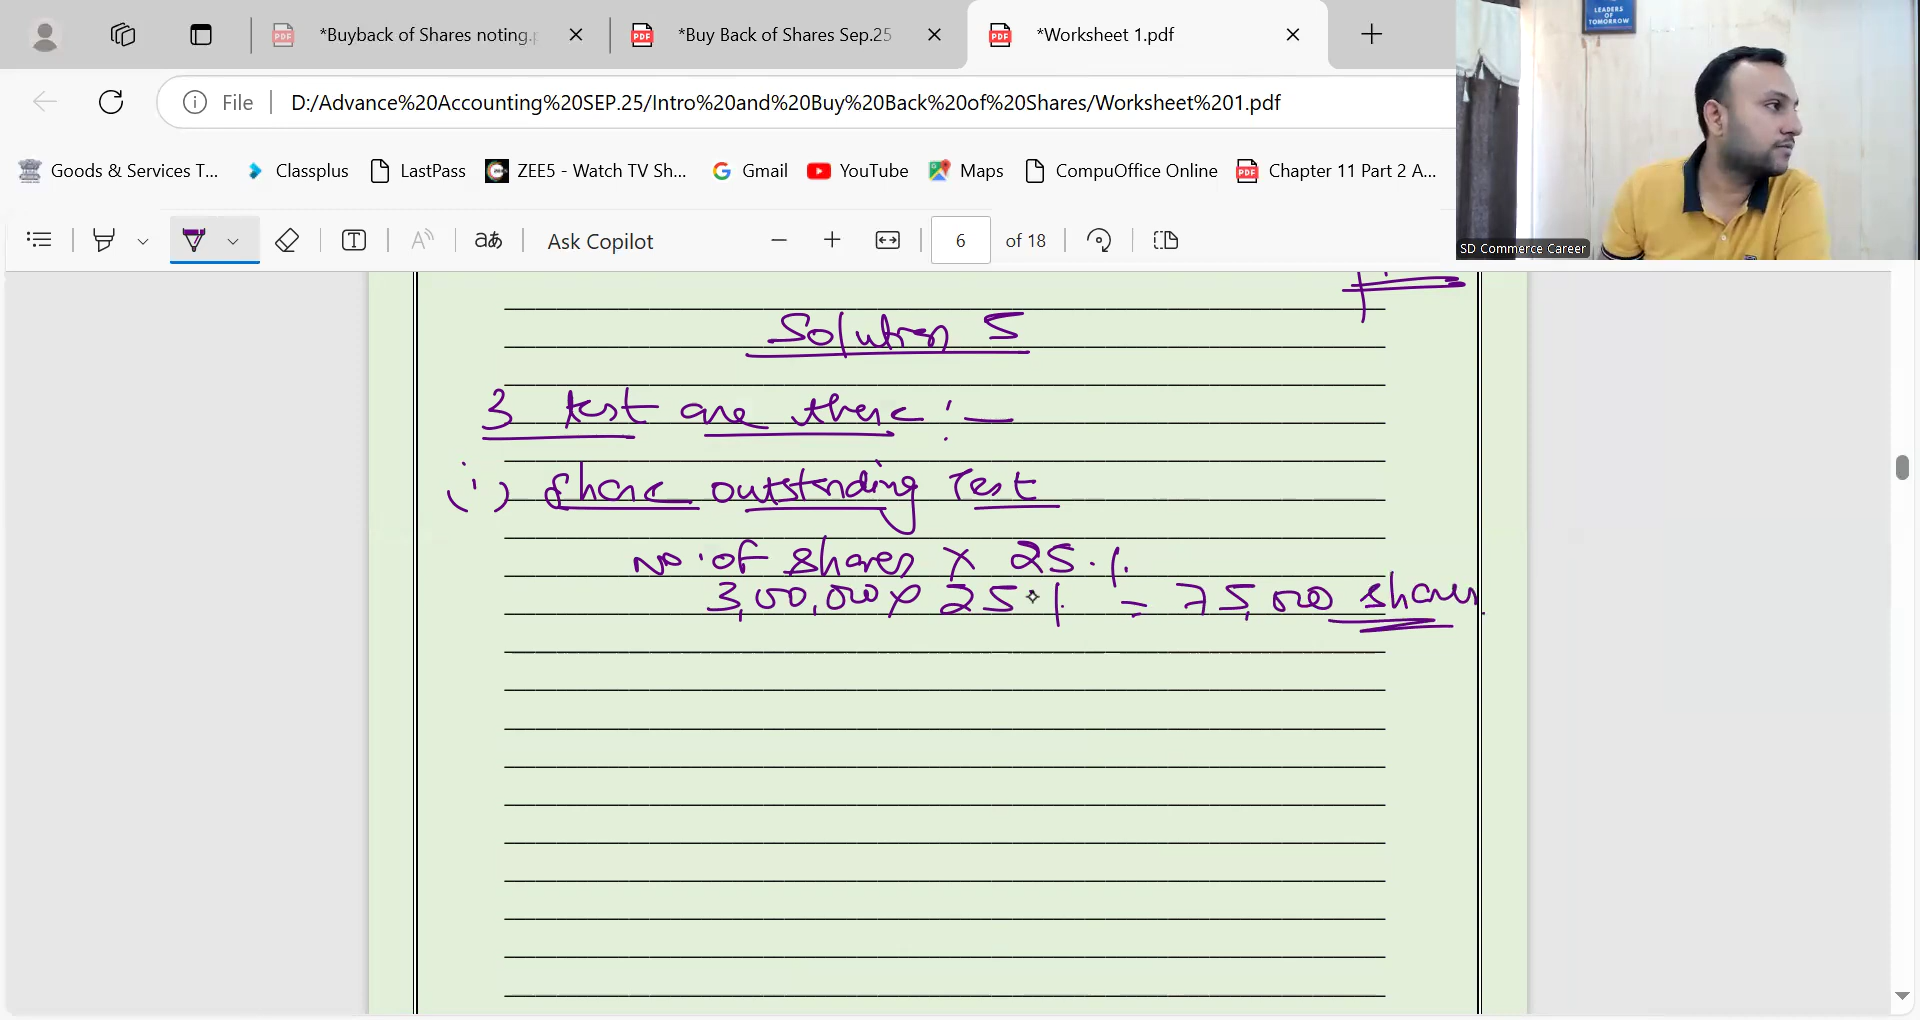 *Buyback of Shares noting.p
*Buy Back of Shares Sep.25
*Worksheet 1.pdf
File
D:/Advance%20Accounting%20SEP.25/Intro%20and%20Buy%20Back%20of%20Shares/Worksheet%201.pdf
Goods & Services T...
Classplus
LastPass
ZEE5 - Watch TV Sh...
Gmail
YouTube
Maps
CompuOffice Online
Chapter 11 Part 2 A...
Ask Copilot
6 of 18
LEADERS
OF
TOMORROW
SD Commerce Career
Solution 5
3 test are there :-
(i) Share outstanding Test
No. of shares × 25%
3,00,000 × 25% = 75,000 shares.